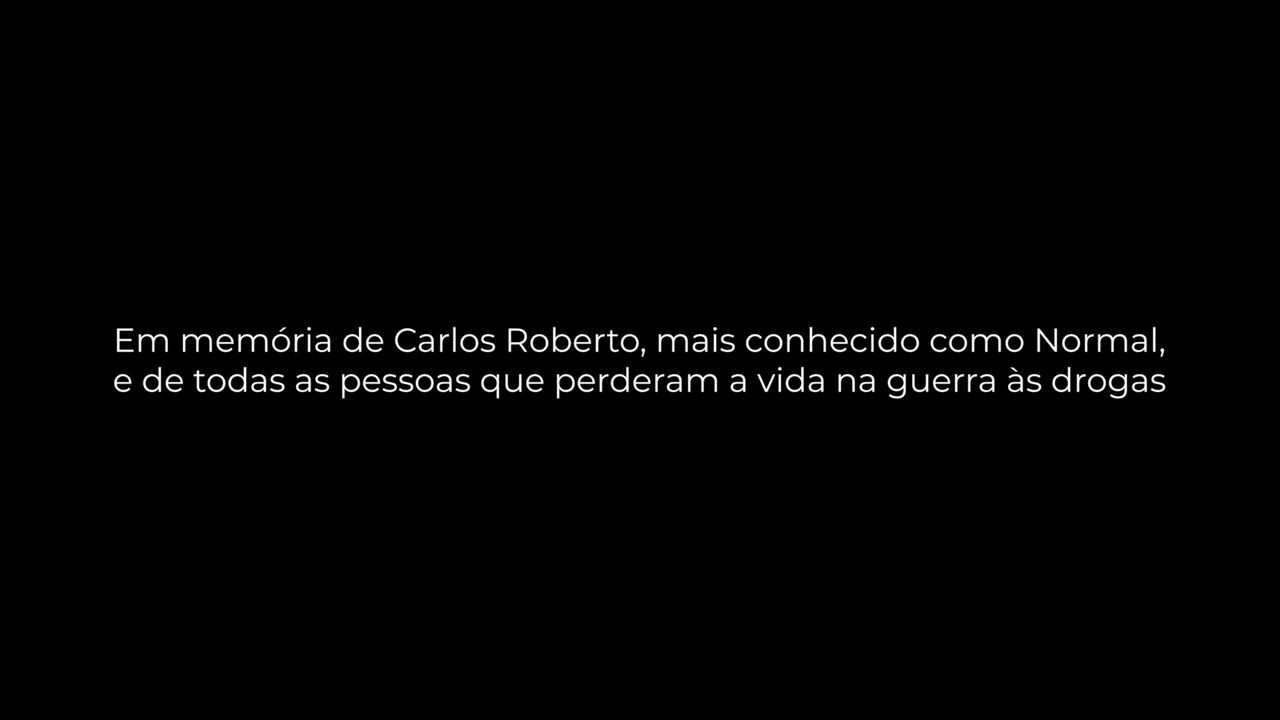 Em memória de Carlos Roberto, mais conhecido como Normal,
e de todas as pessoas que perderam a vida na guerra às drogas